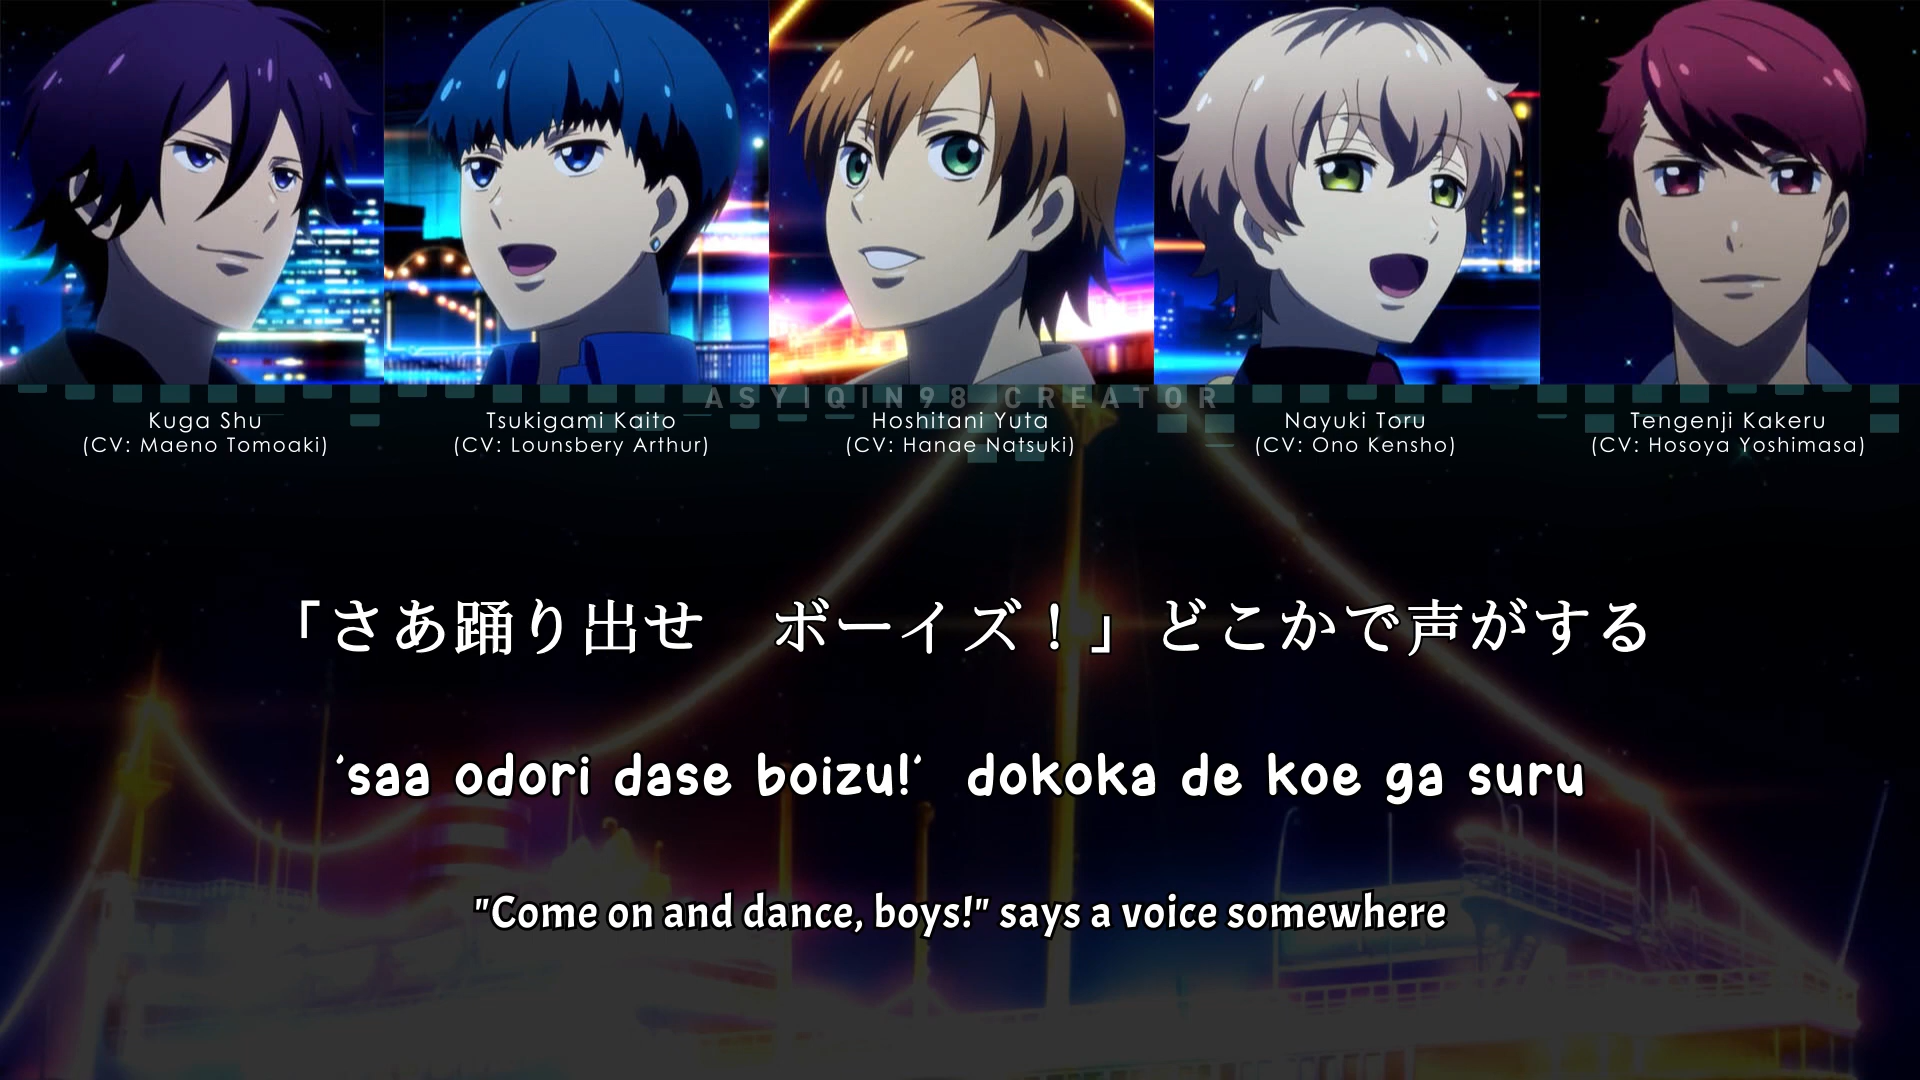 ASYIQIN98 CREATOR
Kuga Shu
(CV: Maeno Tomoaki)
Tsukigami Kaito
(CV: Lounsbery Arthur)
Hoshitani Yuta
(CV: Hanae Natsuki)
Nayuki Toru
(CV: Ono Kensho)
Tengenji Kakeru
(CV: Hosoya Yoshimasa)
「さあ踊り出せ　ボーイズ！」どこかで声がする
'saa odori dase boizu!' dokoka de koe ga suru
"Come on and dance, boys!" says a voice somewhere